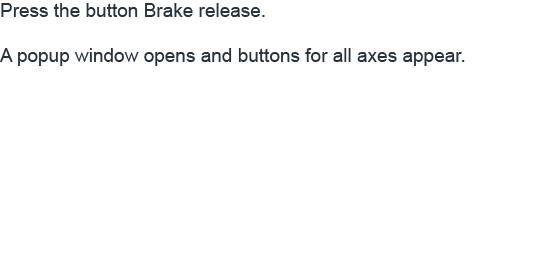 Press the button Brake release.
A popup window opens and buttons for all axes appear.